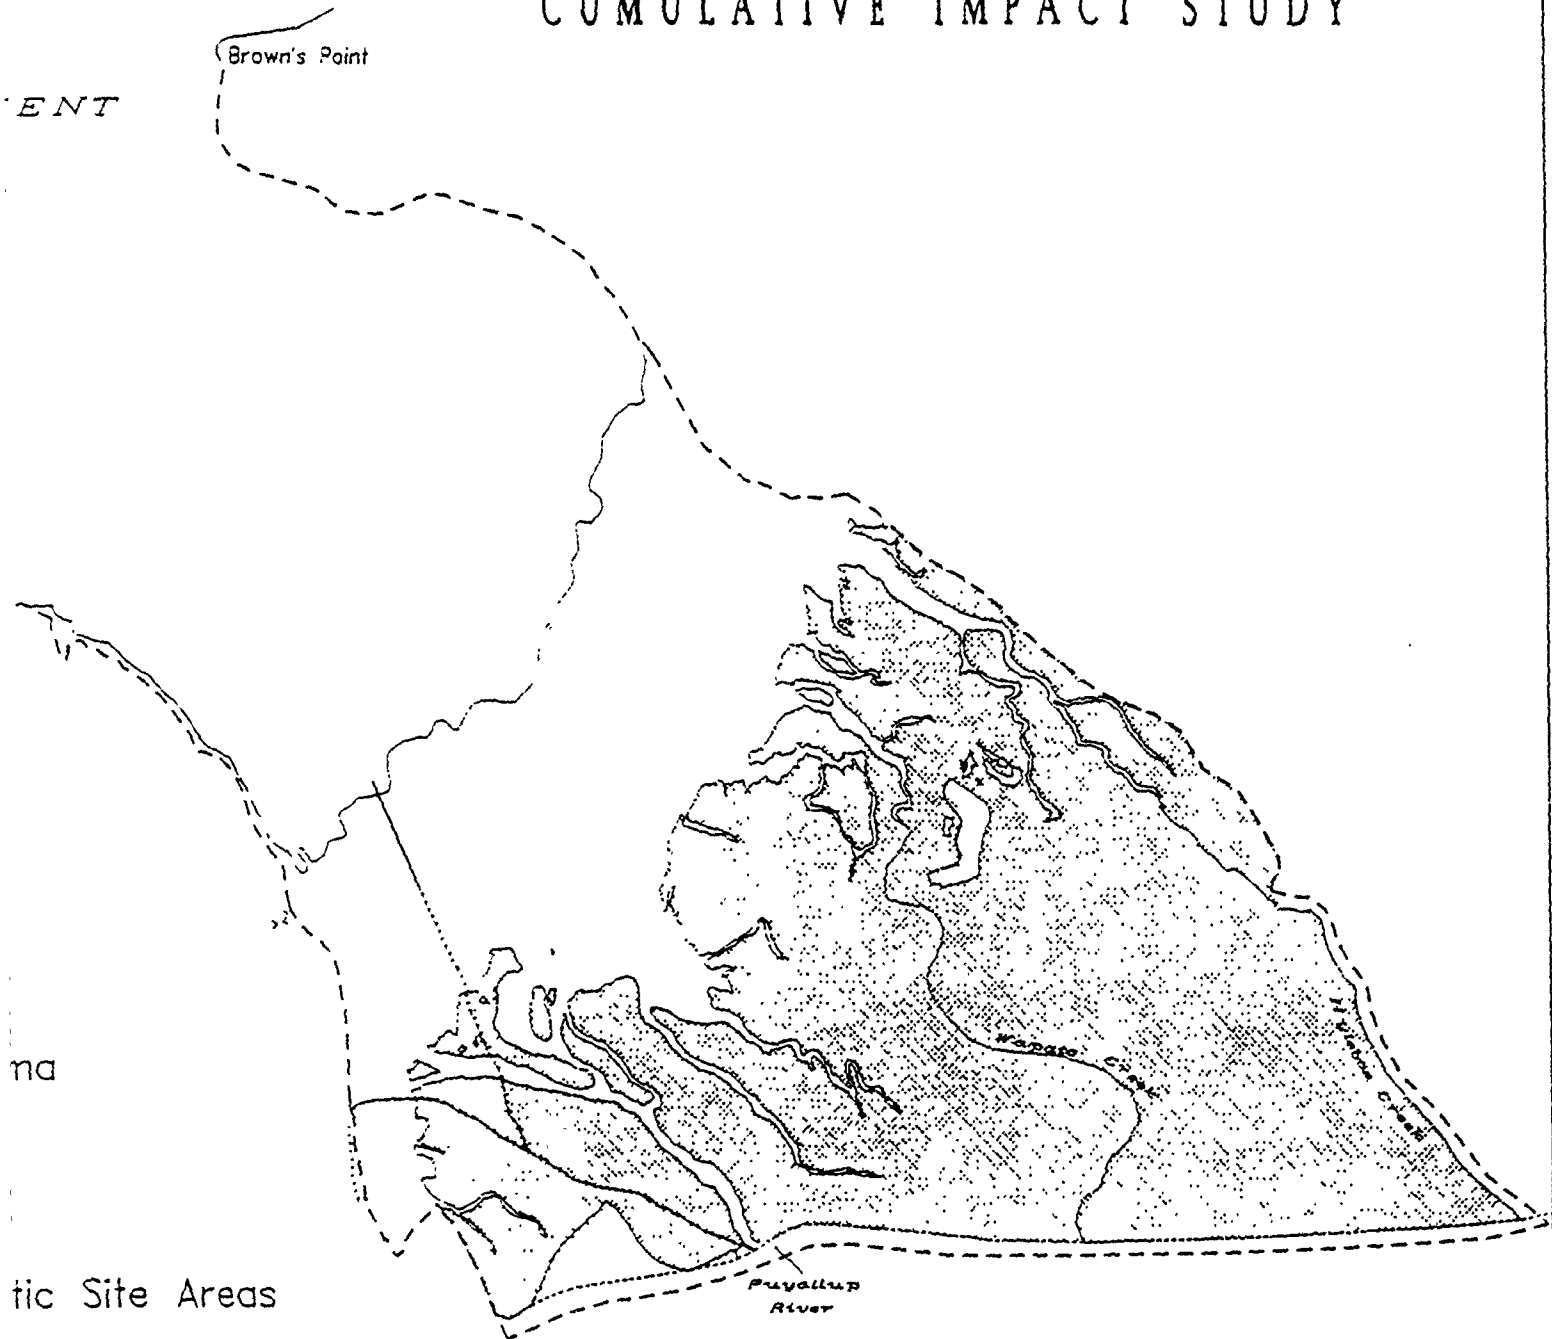 CUMULATIVE IMPACT STUDY
Brown's Point
ENT
Wapato Creek
Hylebos Creek
na
Puyallup
River
tic Site Areas